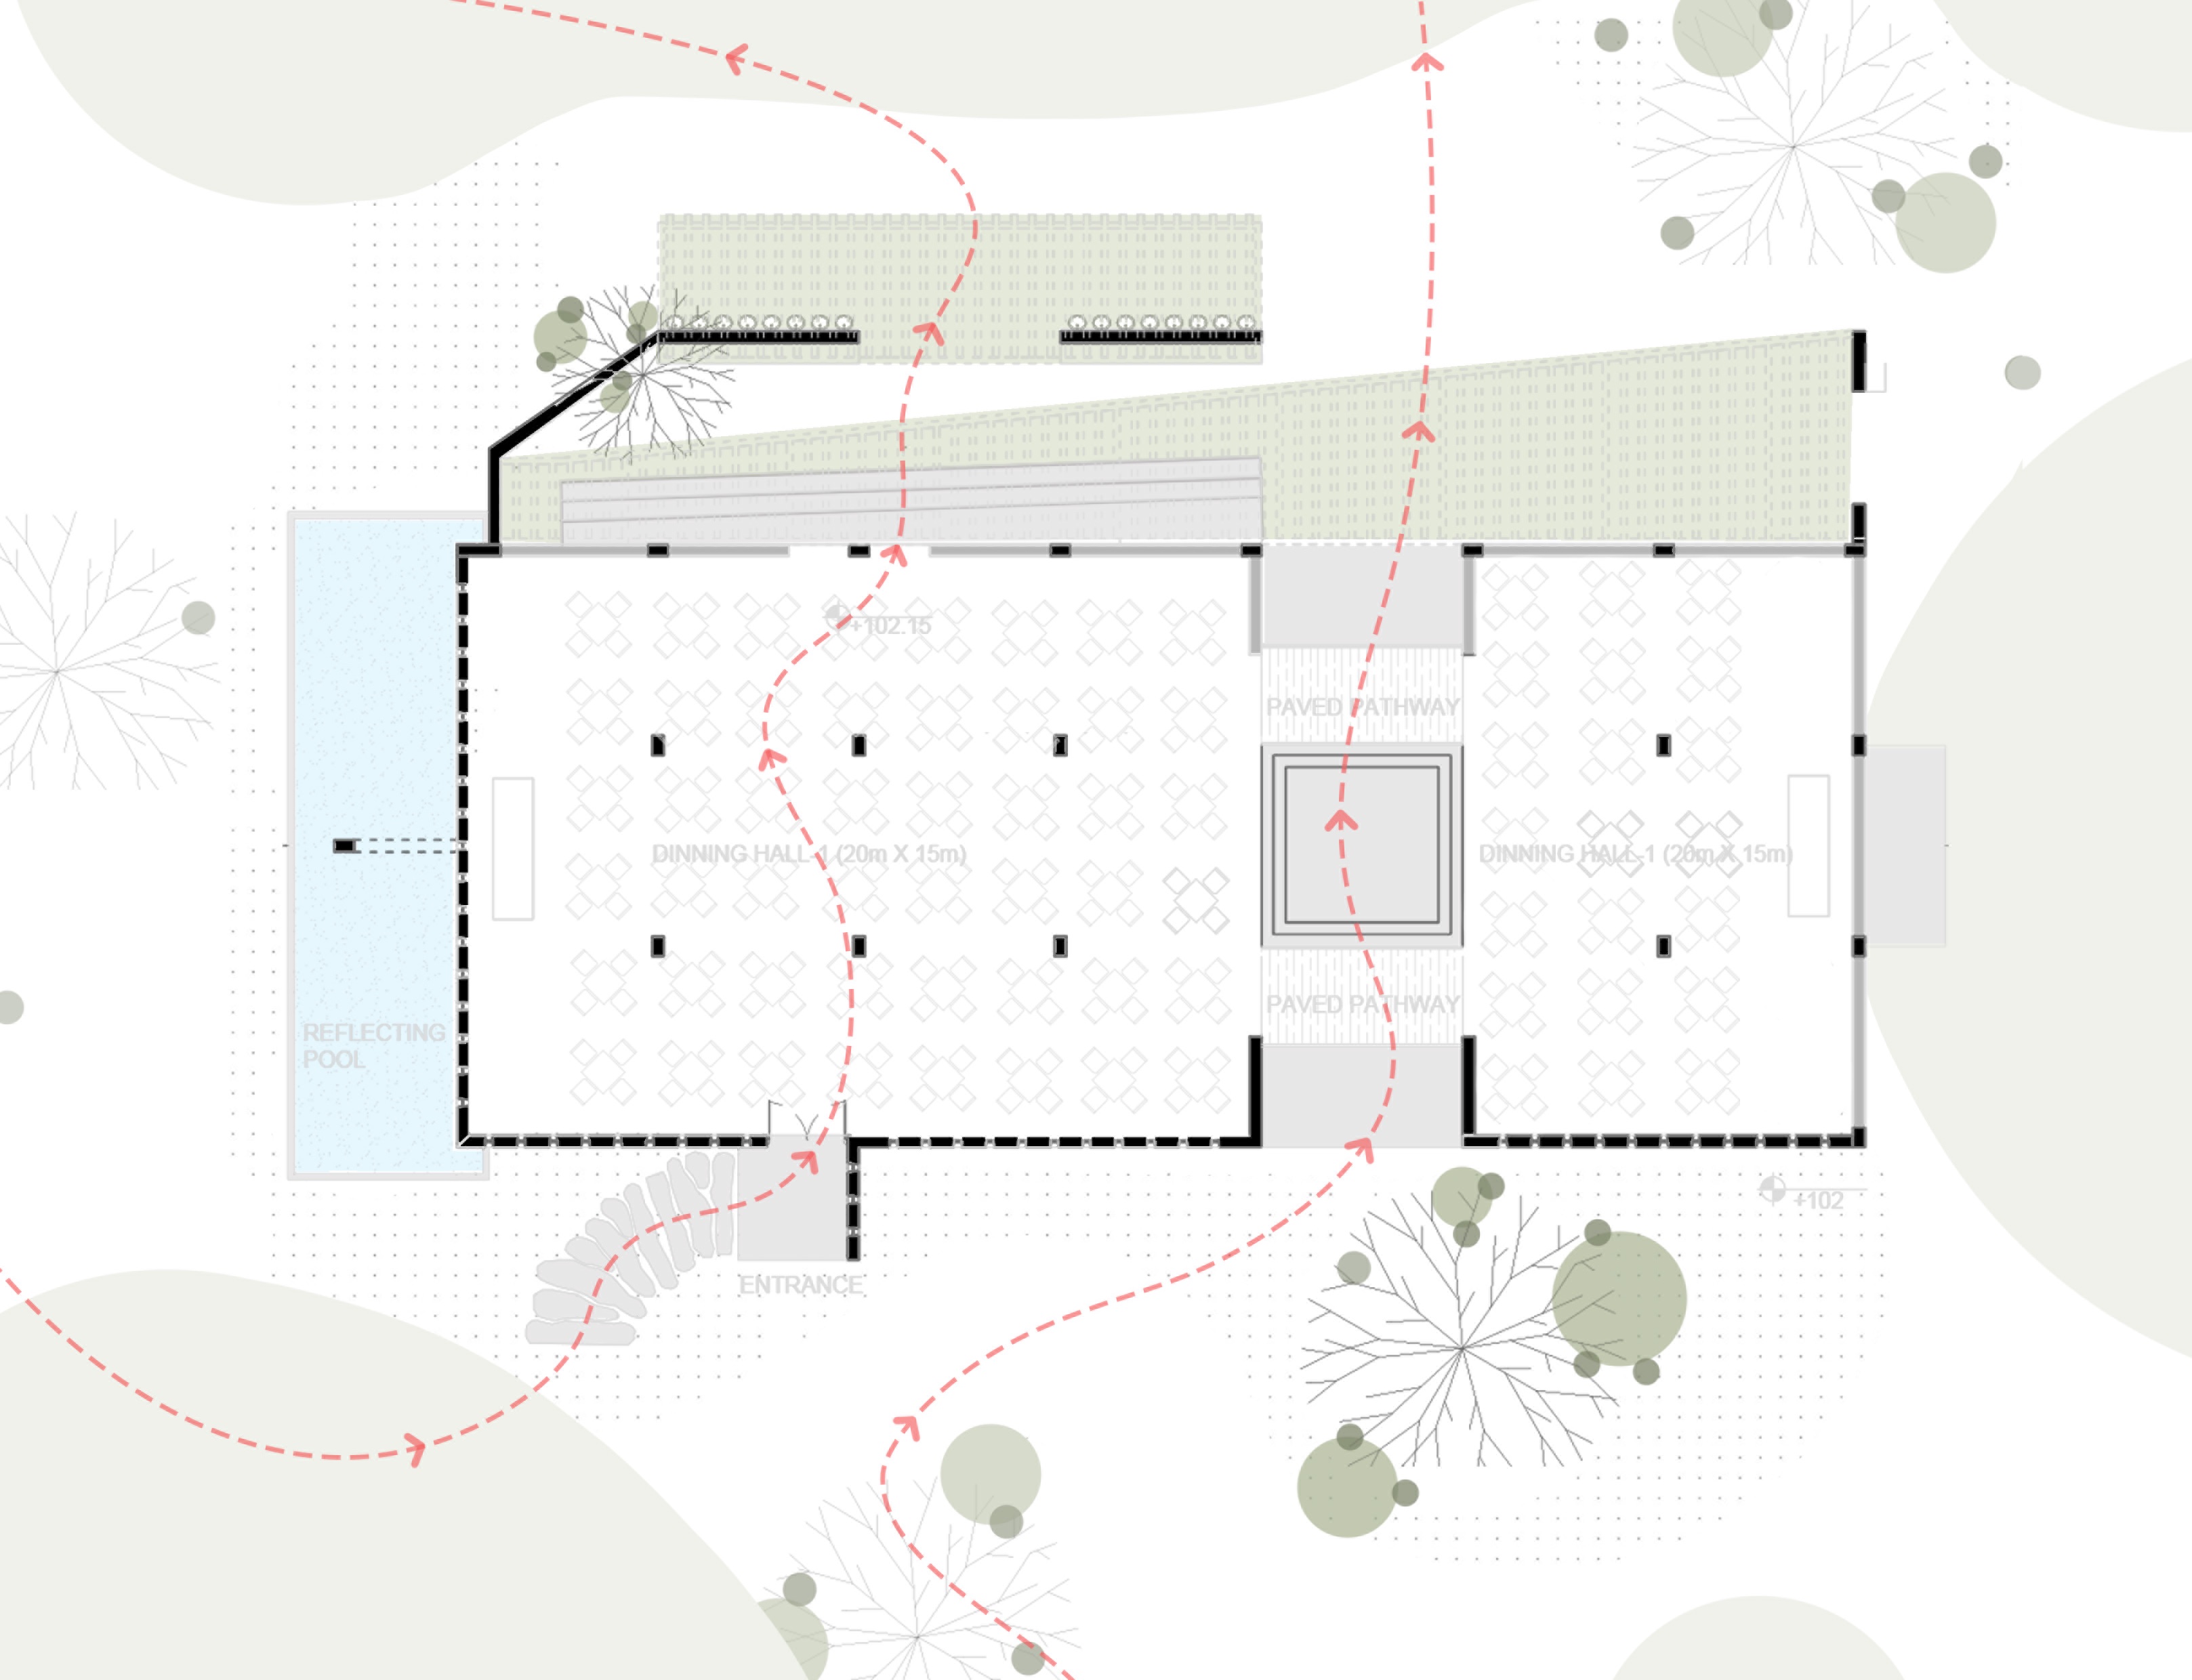 +102.15
PAVED PATHWAY
DINNING HALL-1 (20m X 15m)
DINNING HALL-1 (20m X 15m)
PAVED PATHWAY
REFLECTING
POOL
+102
ENTRANCE